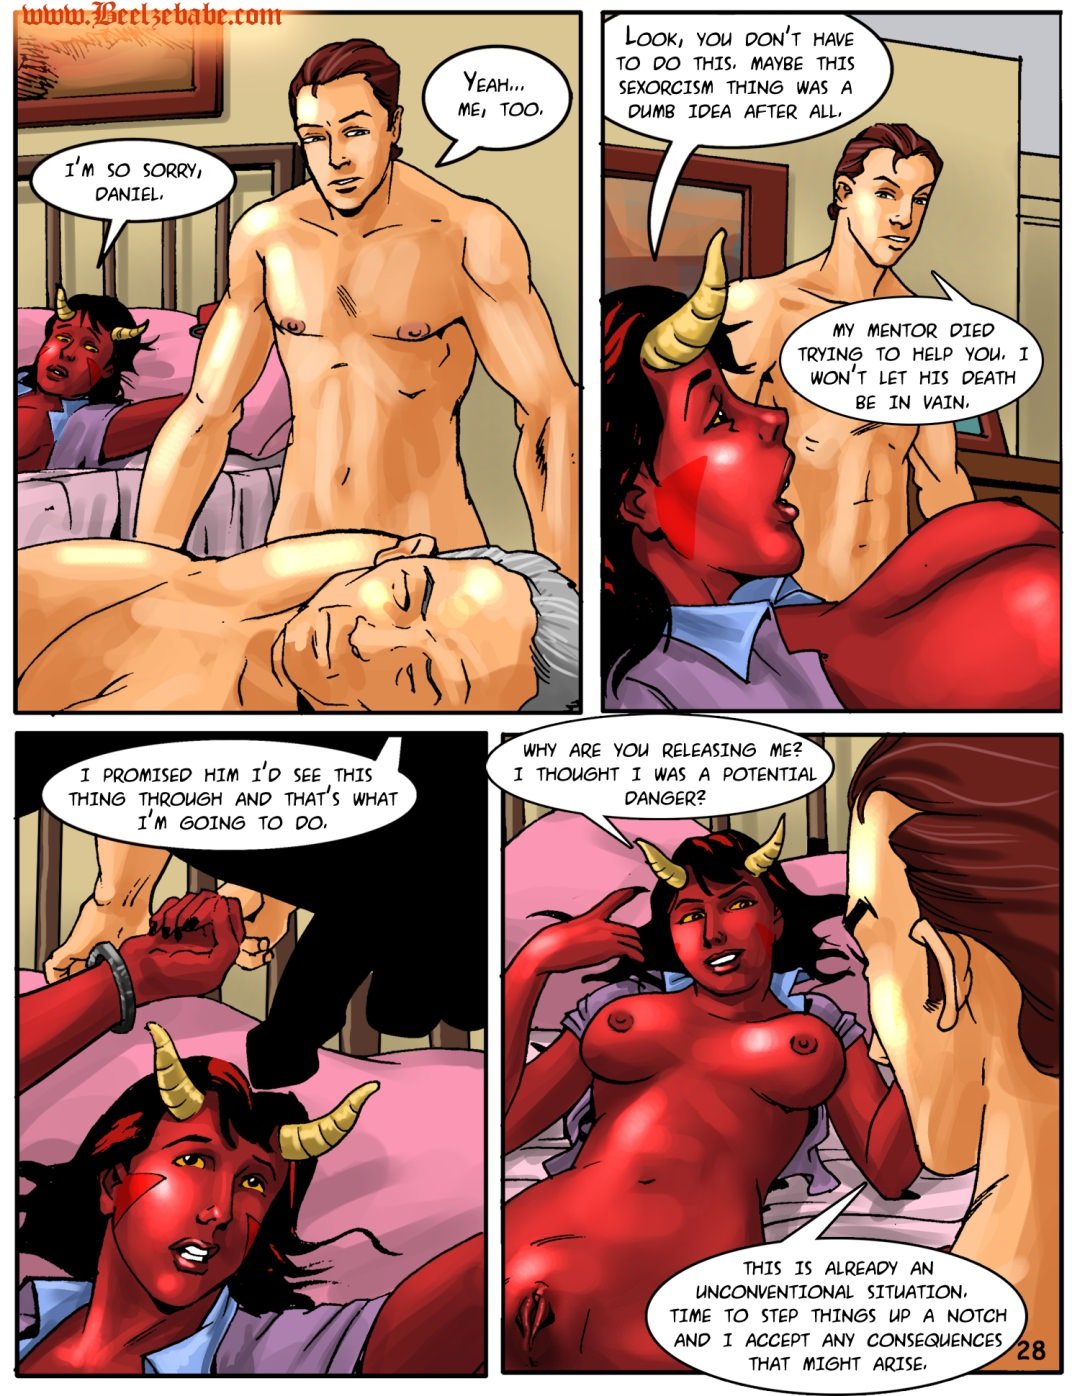 www.Beelzebabe.com
YEAH...
ME, TOO.
I'M SO SORRY,
DANIEL.
LOOK, YOU DON'T HAVE
TO DO THIS. MAYBE THIS
SEXORCISM THING WAS A
DUMB IDEA AFTER ALL.
MY MENTOR DIED
TRYING TO HELP YOU. I
WON'T LET HIS DEATH
BE IN VAIN.
I PROMISED HIM I'D SEE THIS
THING THROUGH AND THAT'S WHAT
I'M GOING TO DO.
WHY ARE YOU RELEASING ME?
I THOUGHT I WAS A POTENTIAL
DANGER?
THIS IS ALREADY AN
UNCONVENTIONAL SITUATION.
TIME TO STEP THINGS UP A NOTCH
AND I ACCEPT ANY CONSEQUENCES
THAT MIGHT ARISE.
28